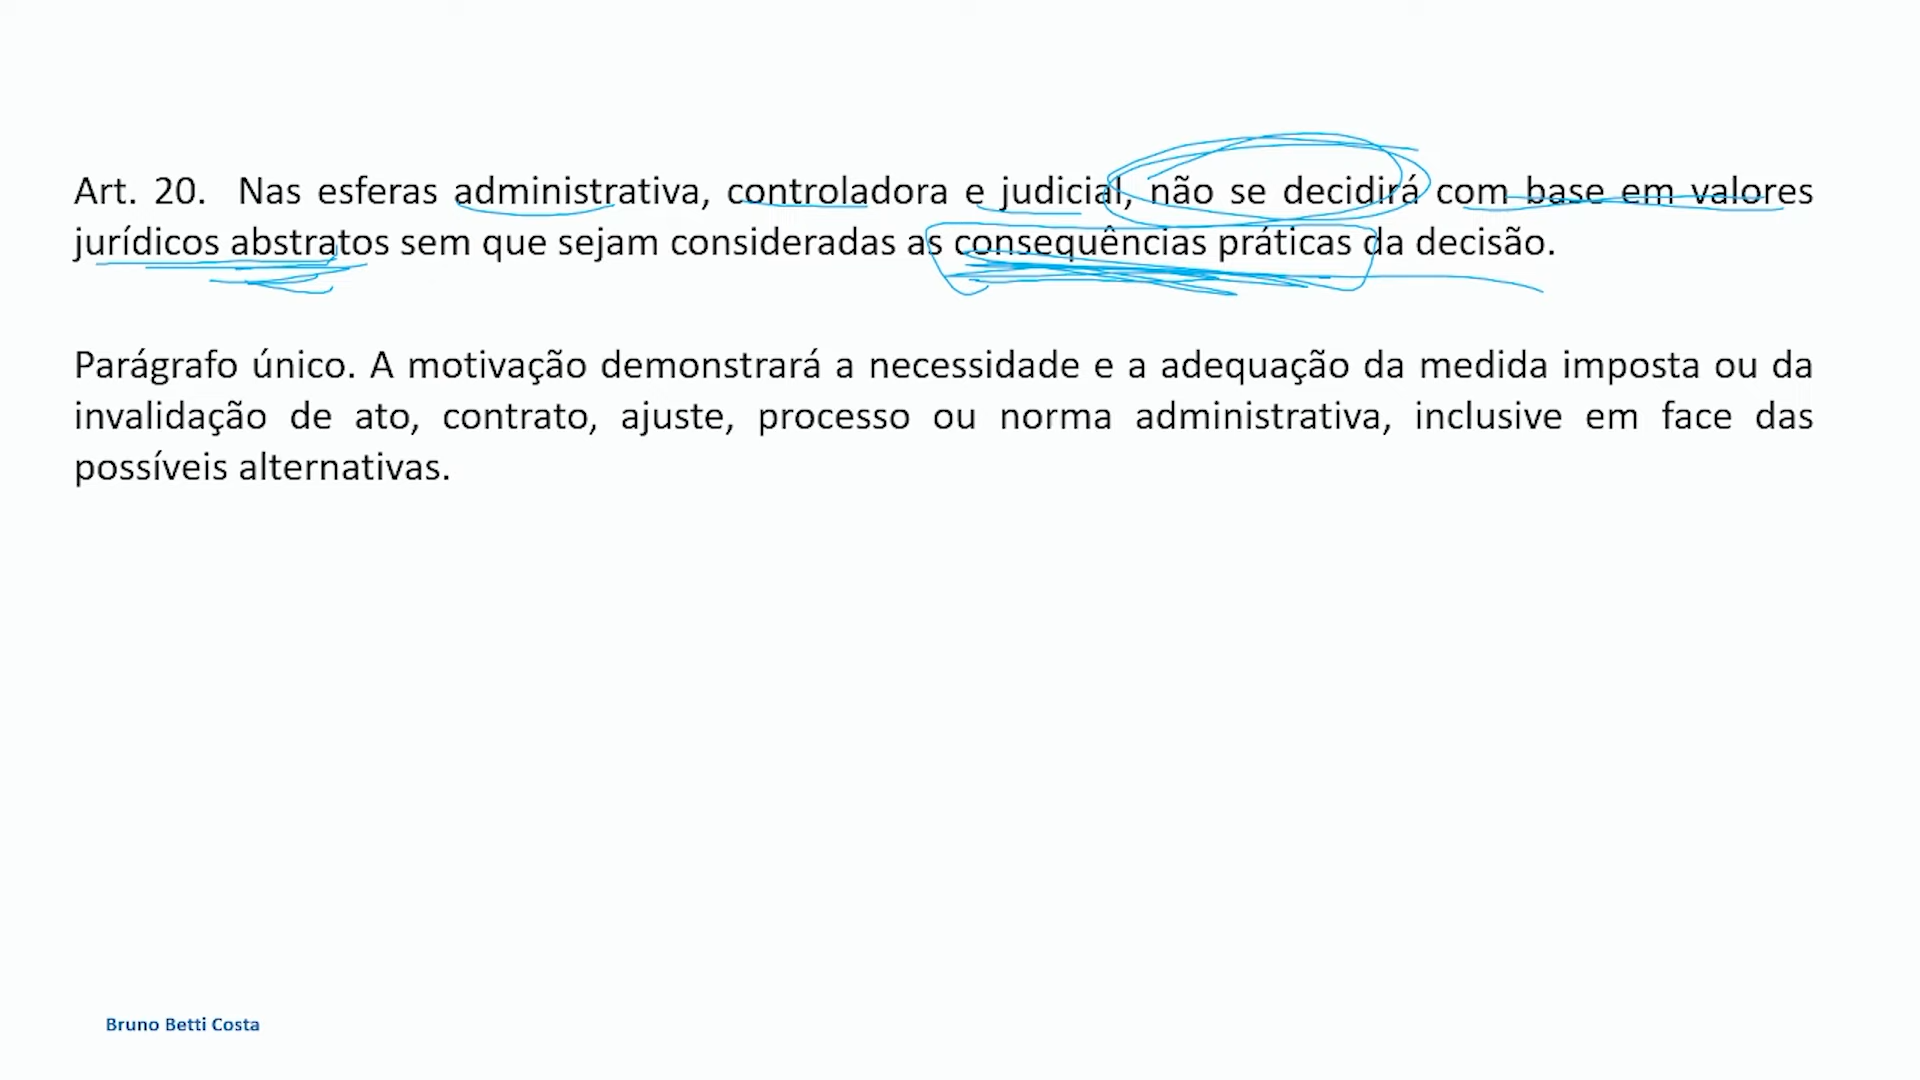 Art. 20. Nas esferas administrativa, controladora e judicial, não se decidirá com base em valores
jurídicos abstratos sem que sejam consideradas as consequências práticas da decisão.
Parágrafo único. A motivação demonstrará a necessidade e a adequação da medida imposta ou da
invalidação de ato, contrato, ajuste, processo ou norma administrativa, inclusive em face das
possíveis alternativas.
Bruno Betti Costa